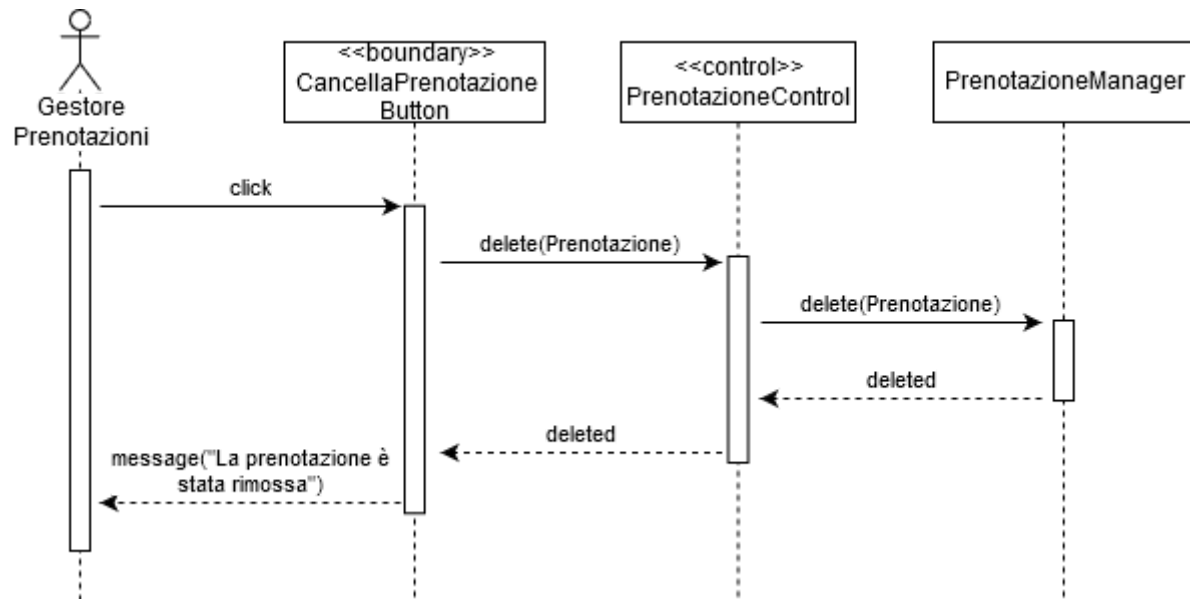 Gestore
Prenotazioni
<<boundary>>
CancellaPrenotazione
Button
<<control>>
PrenotazioneControl
PrenotazioneManager
click
delete(Prenotazione)
delete(Prenotazione)
deleted
deleted
message("La prenotazione è
stata rimossa")